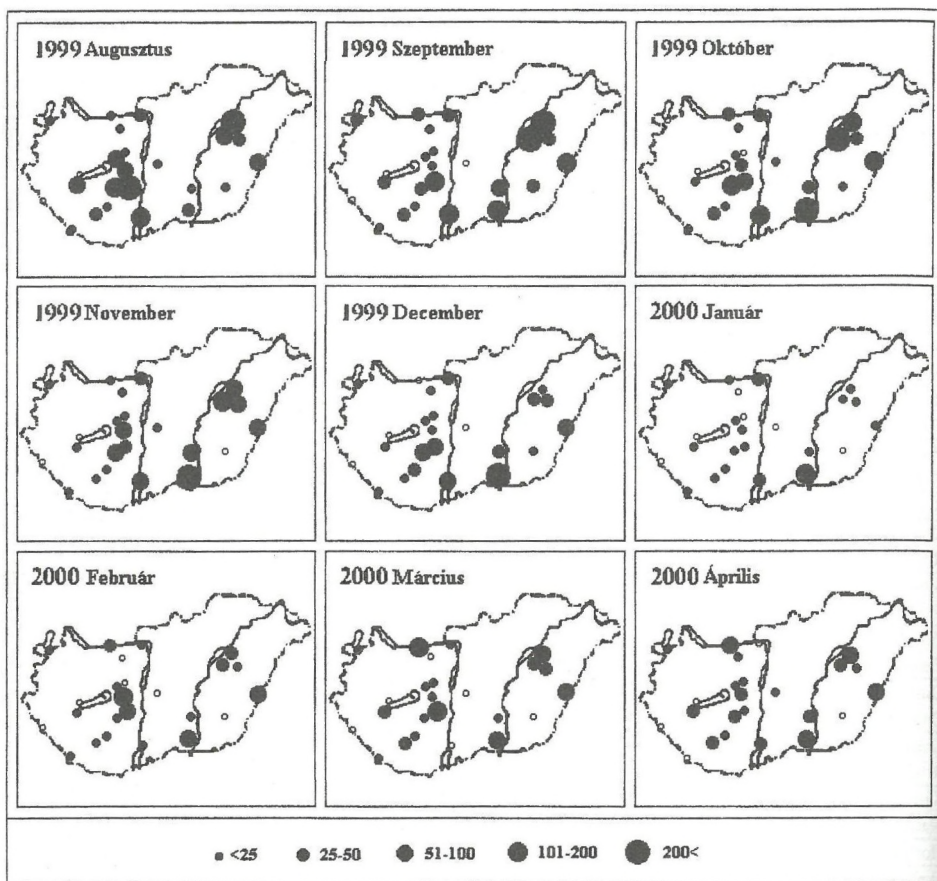 1999 Augusztus
1999 Szeptember
1999 Október
1999 November
1999 December
2000 Január
2000 Február
2000 Március
2000 Április
<25 25-50 51-100 101-200 200<